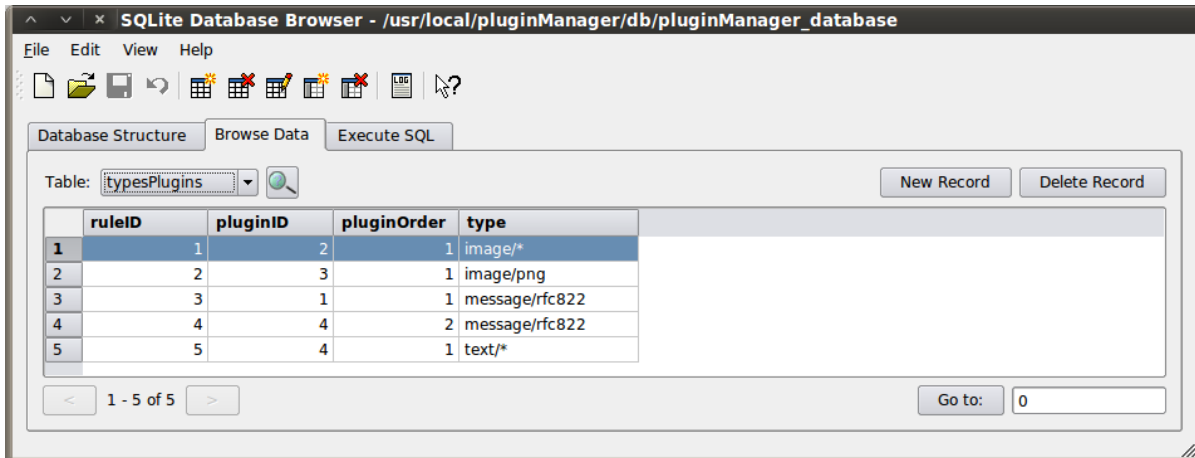 SQLite Database Browser - /usr/local/pluginManager/db/pluginManager_database
File Edit View Help
LOG ?
Database Structure Browse Data Execute SQL
Table: typesPlugins New Record Delete Record
ruleID pluginID pluginOrder type
1 1 2 1 image/*
2 2 3 1 image/png
3 3 1 1 message/rfc822
4 4 4 2 message/rfc822
5 5 4 1 text/*
< 1 - 5 of 5 > Go to: 0